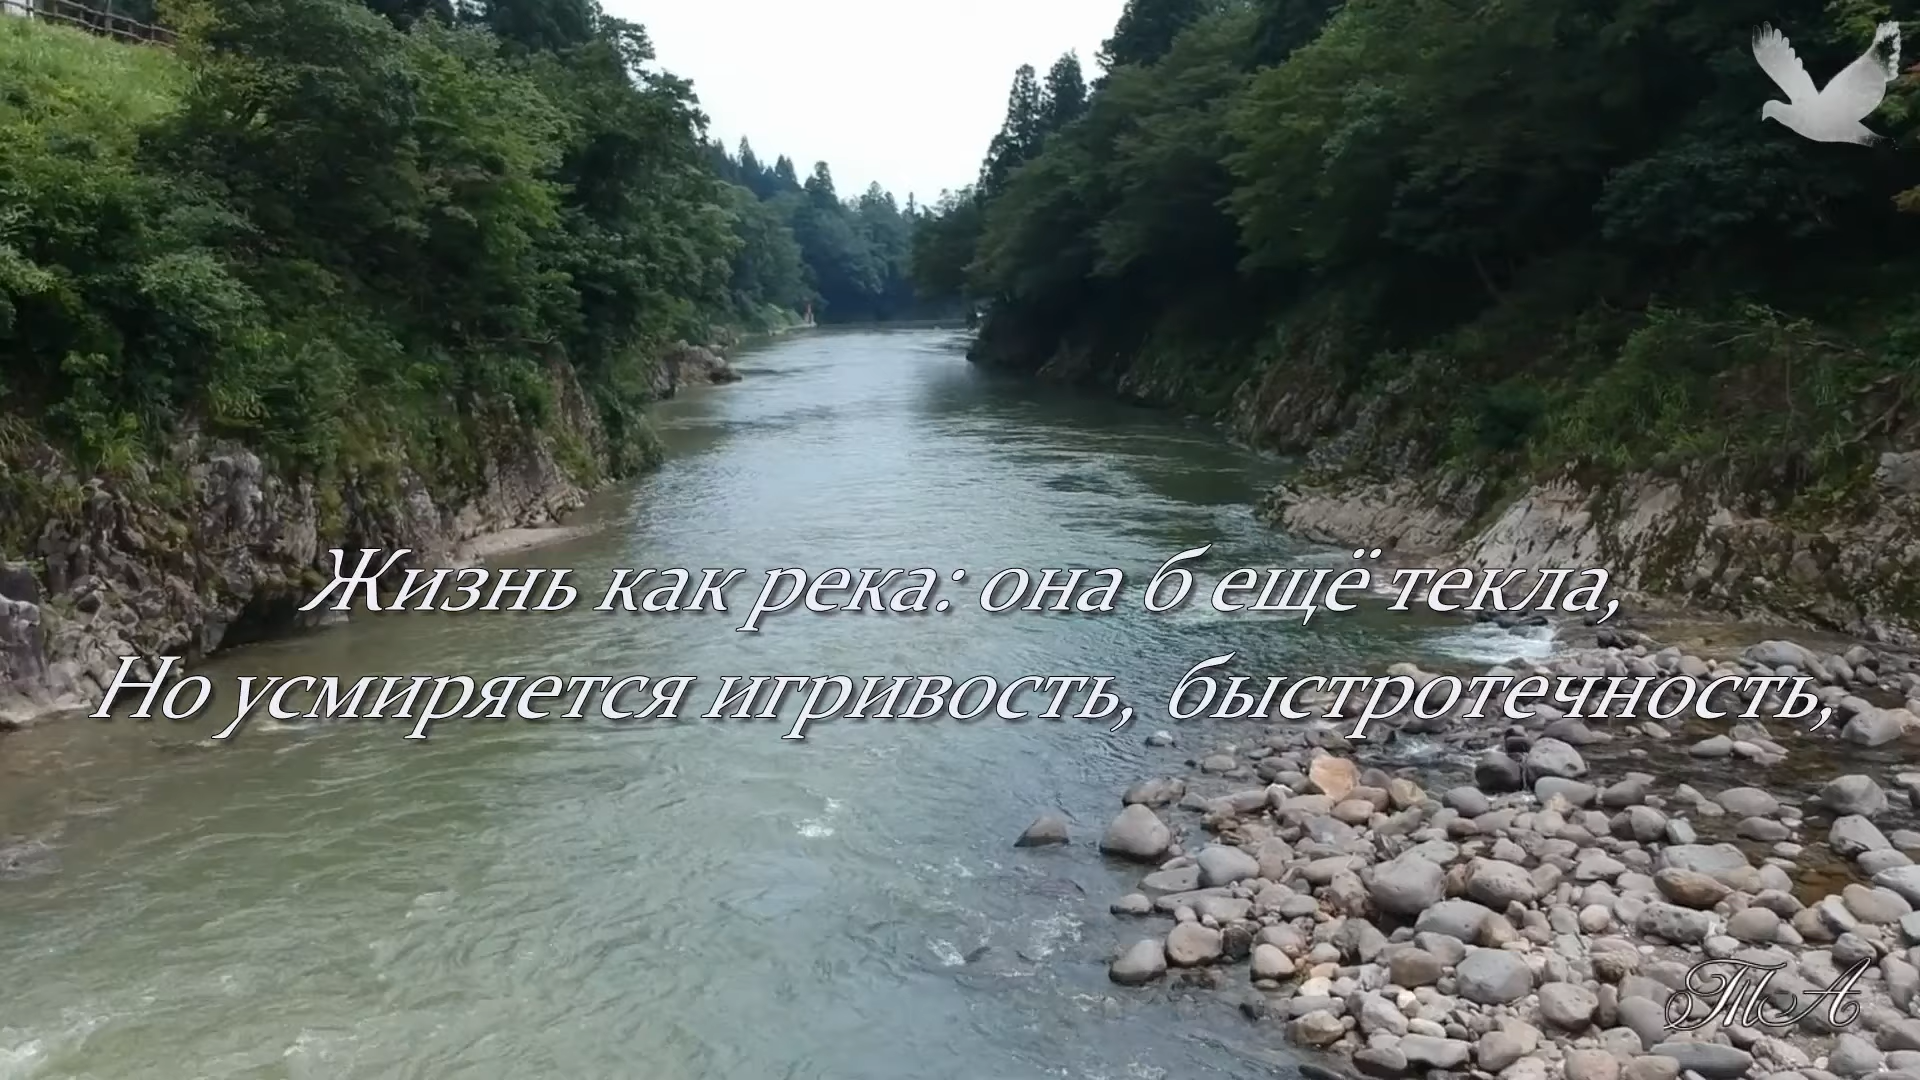 Жизнь как река: она б ещё текла,
Но усмиряется игривость, быстротечность,
ТА